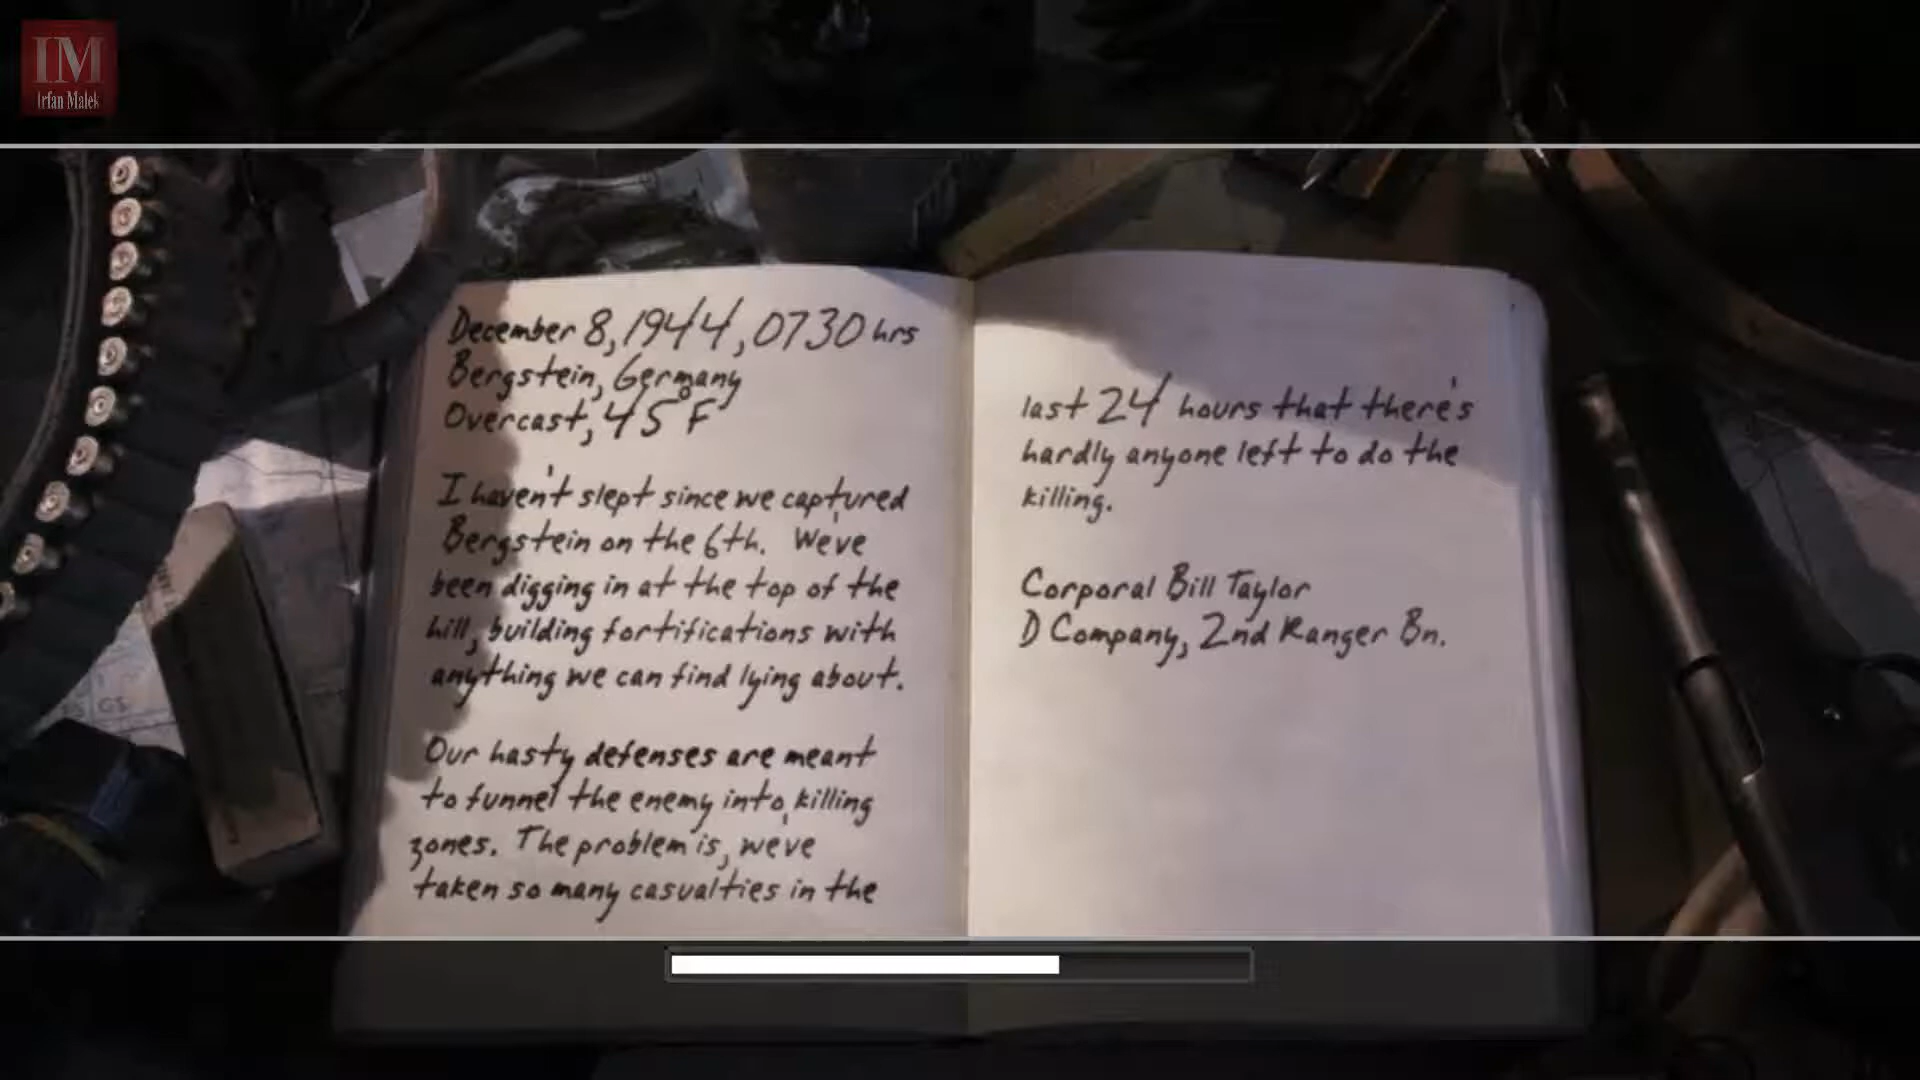 IM
Irfan Malek
December 8, 1944, 0730 hrs
Bergstein, Germany
Overcast, 45° F
I haven't slept since we captured
Bergstein on the 6th. We've
been digging in at the top of the
hill, building fortifications with
anything we can find lying about.
Our hasty defenses are meant
to funnel the enemy into killing
zones. The problem is, we've
taken so many casualties in the
last 24 hours that there's
hardly anyone left to do the
killing.
Corporal Bill Taylor
D Company, 2nd Ranger Bn.